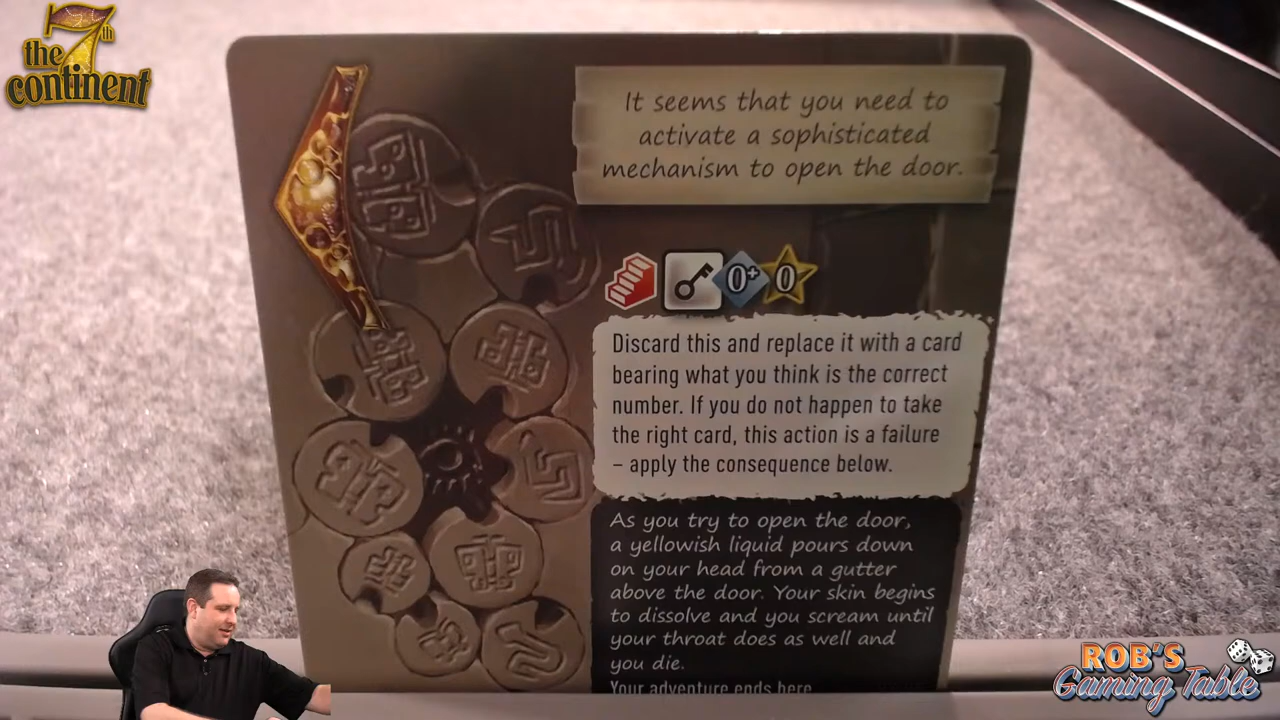 the 7th
continent
It seems that you need to
activate a sophisticated
mechanism to open the door.
0+ 0
Discard this and replace it with a card
bearing what you think is the correct
number. If you do not happen to take
the right card, this action is a failure
– apply the consequence below.
As you try to open the door,
a yellowish liquid pours down
on your head from a gutter
above the door. Your skin begins
to dissolve and you scream until
your throat does as well and
you die.
Your adventure ends here
ROB'S
Gaming Table